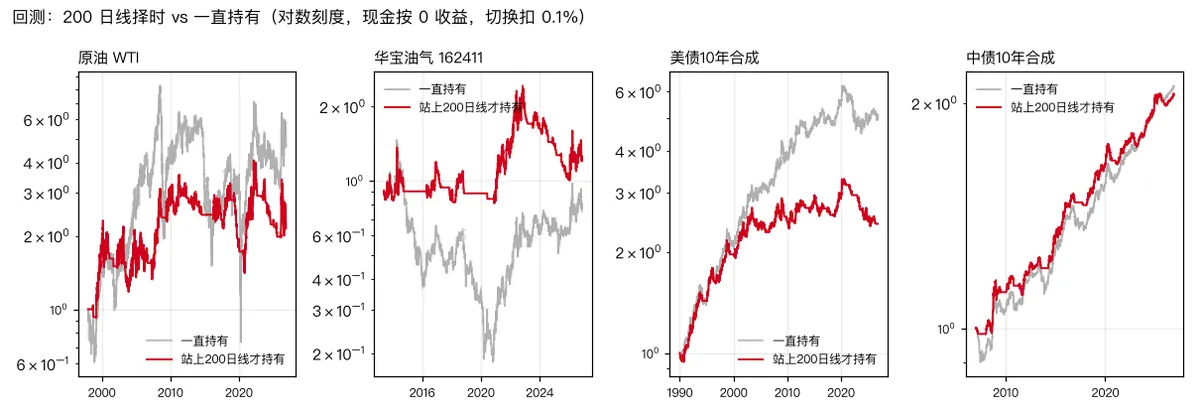 回测：200 日线择时 vs 一直持有（对数刻度，现金按 0 收益，切换扣 0.1%）
原油 WTI
6 × 10⁰
4 × 10⁰
3 × 10⁰
2 × 10⁰
10⁰
6 × 10⁻¹
一直持有
站上200日线才持有
2000
2010
2020
华宝油气 162411
一直持有
站上200日线才持有
2 × 10⁰
10⁰
6 × 10⁻¹
4 × 10⁻¹
3 × 10⁻¹
2 × 10⁻¹
2016
2020
2024
美债10年合成
6 × 10⁰
4 × 10⁰
3 × 10⁰
2 × 10⁰
10⁰
一直持有
站上200日线才持有
1990
2000
2010
2020
中债10年合成
一直持有
站上200日线才持有
2 × 10⁰
10⁰
2010
2020